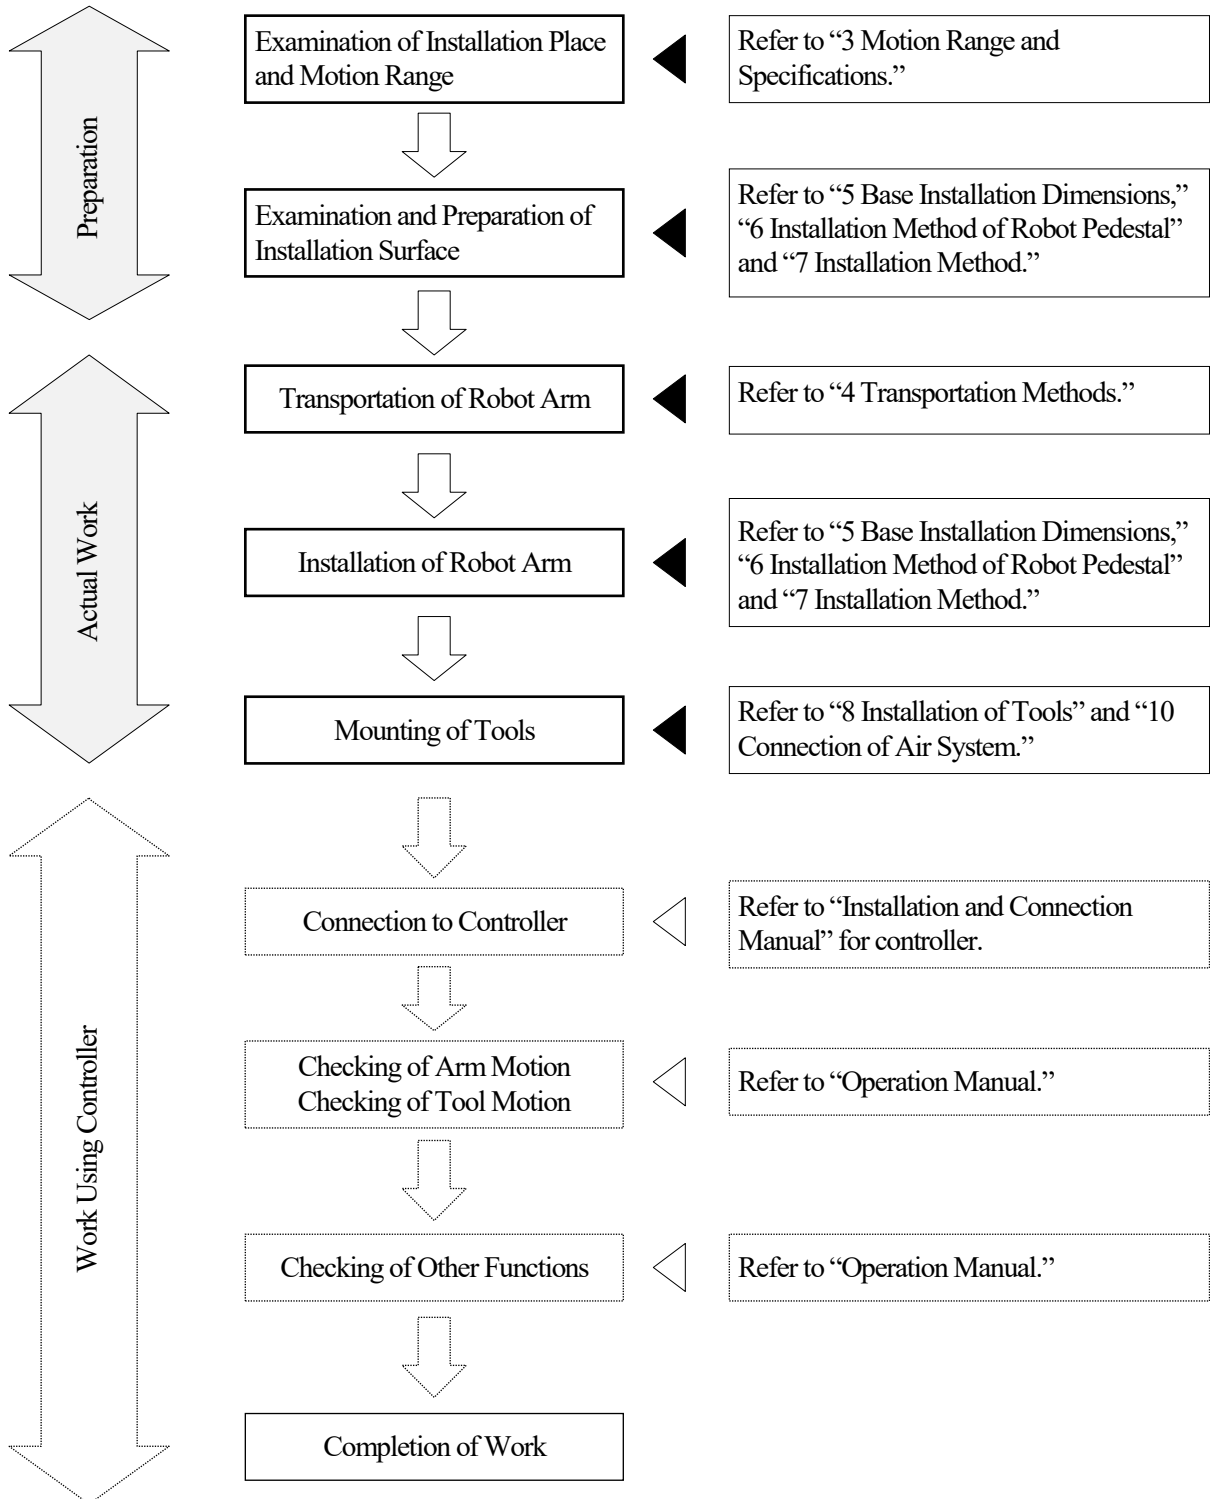 Preparation
Examination of Installation Place
and Motion Range
Refer to “3 Motion Range and
Specifications.”
Examination and Preparation of
Installation Surface
Refer to “5 Base Installation Dimensions,”
“6 Installation Method of Robot Pedestal”
and “7 Installation Method.”
Actual Work
Transportation of Robot Arm
Refer to “4 Transportation Methods.”
Installation of Robot Arm
Refer to “5 Base Installation Dimensions,”
“6 Installation Method of Robot Pedestal”
and “7 Installation Method.”
Mounting of Tools
Refer to “8 Installation of Tools” and “10
Connection of Air System.”
Work Using Controller
Connection to Controller
Refer to “Installation and Connection
Manual” for controller.
Checking of Arm Motion
Checking of Tool Motion
Refer to “Operation Manual.”
Checking of Other Functions
Refer to “Operation Manual.”
Completion of Work